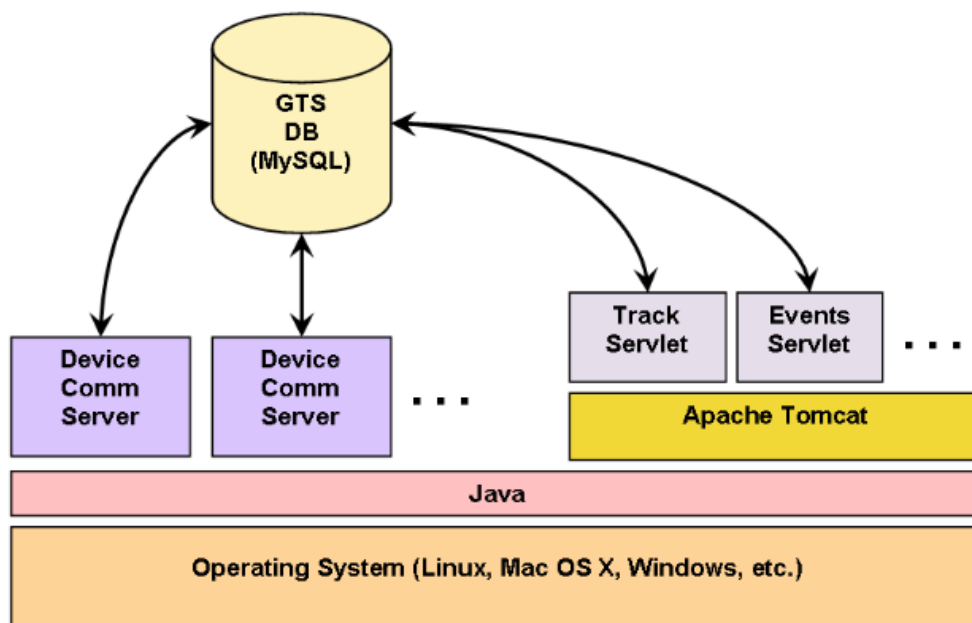 GTS
DB
(MySQL)
Track
Servlet
Events
Servlet
. . .
Device
Comm
Server
Device
Comm
Server
. . .
Apache Tomcat
Java
Operating System (Linux, Mac OS X, Windows, etc.)